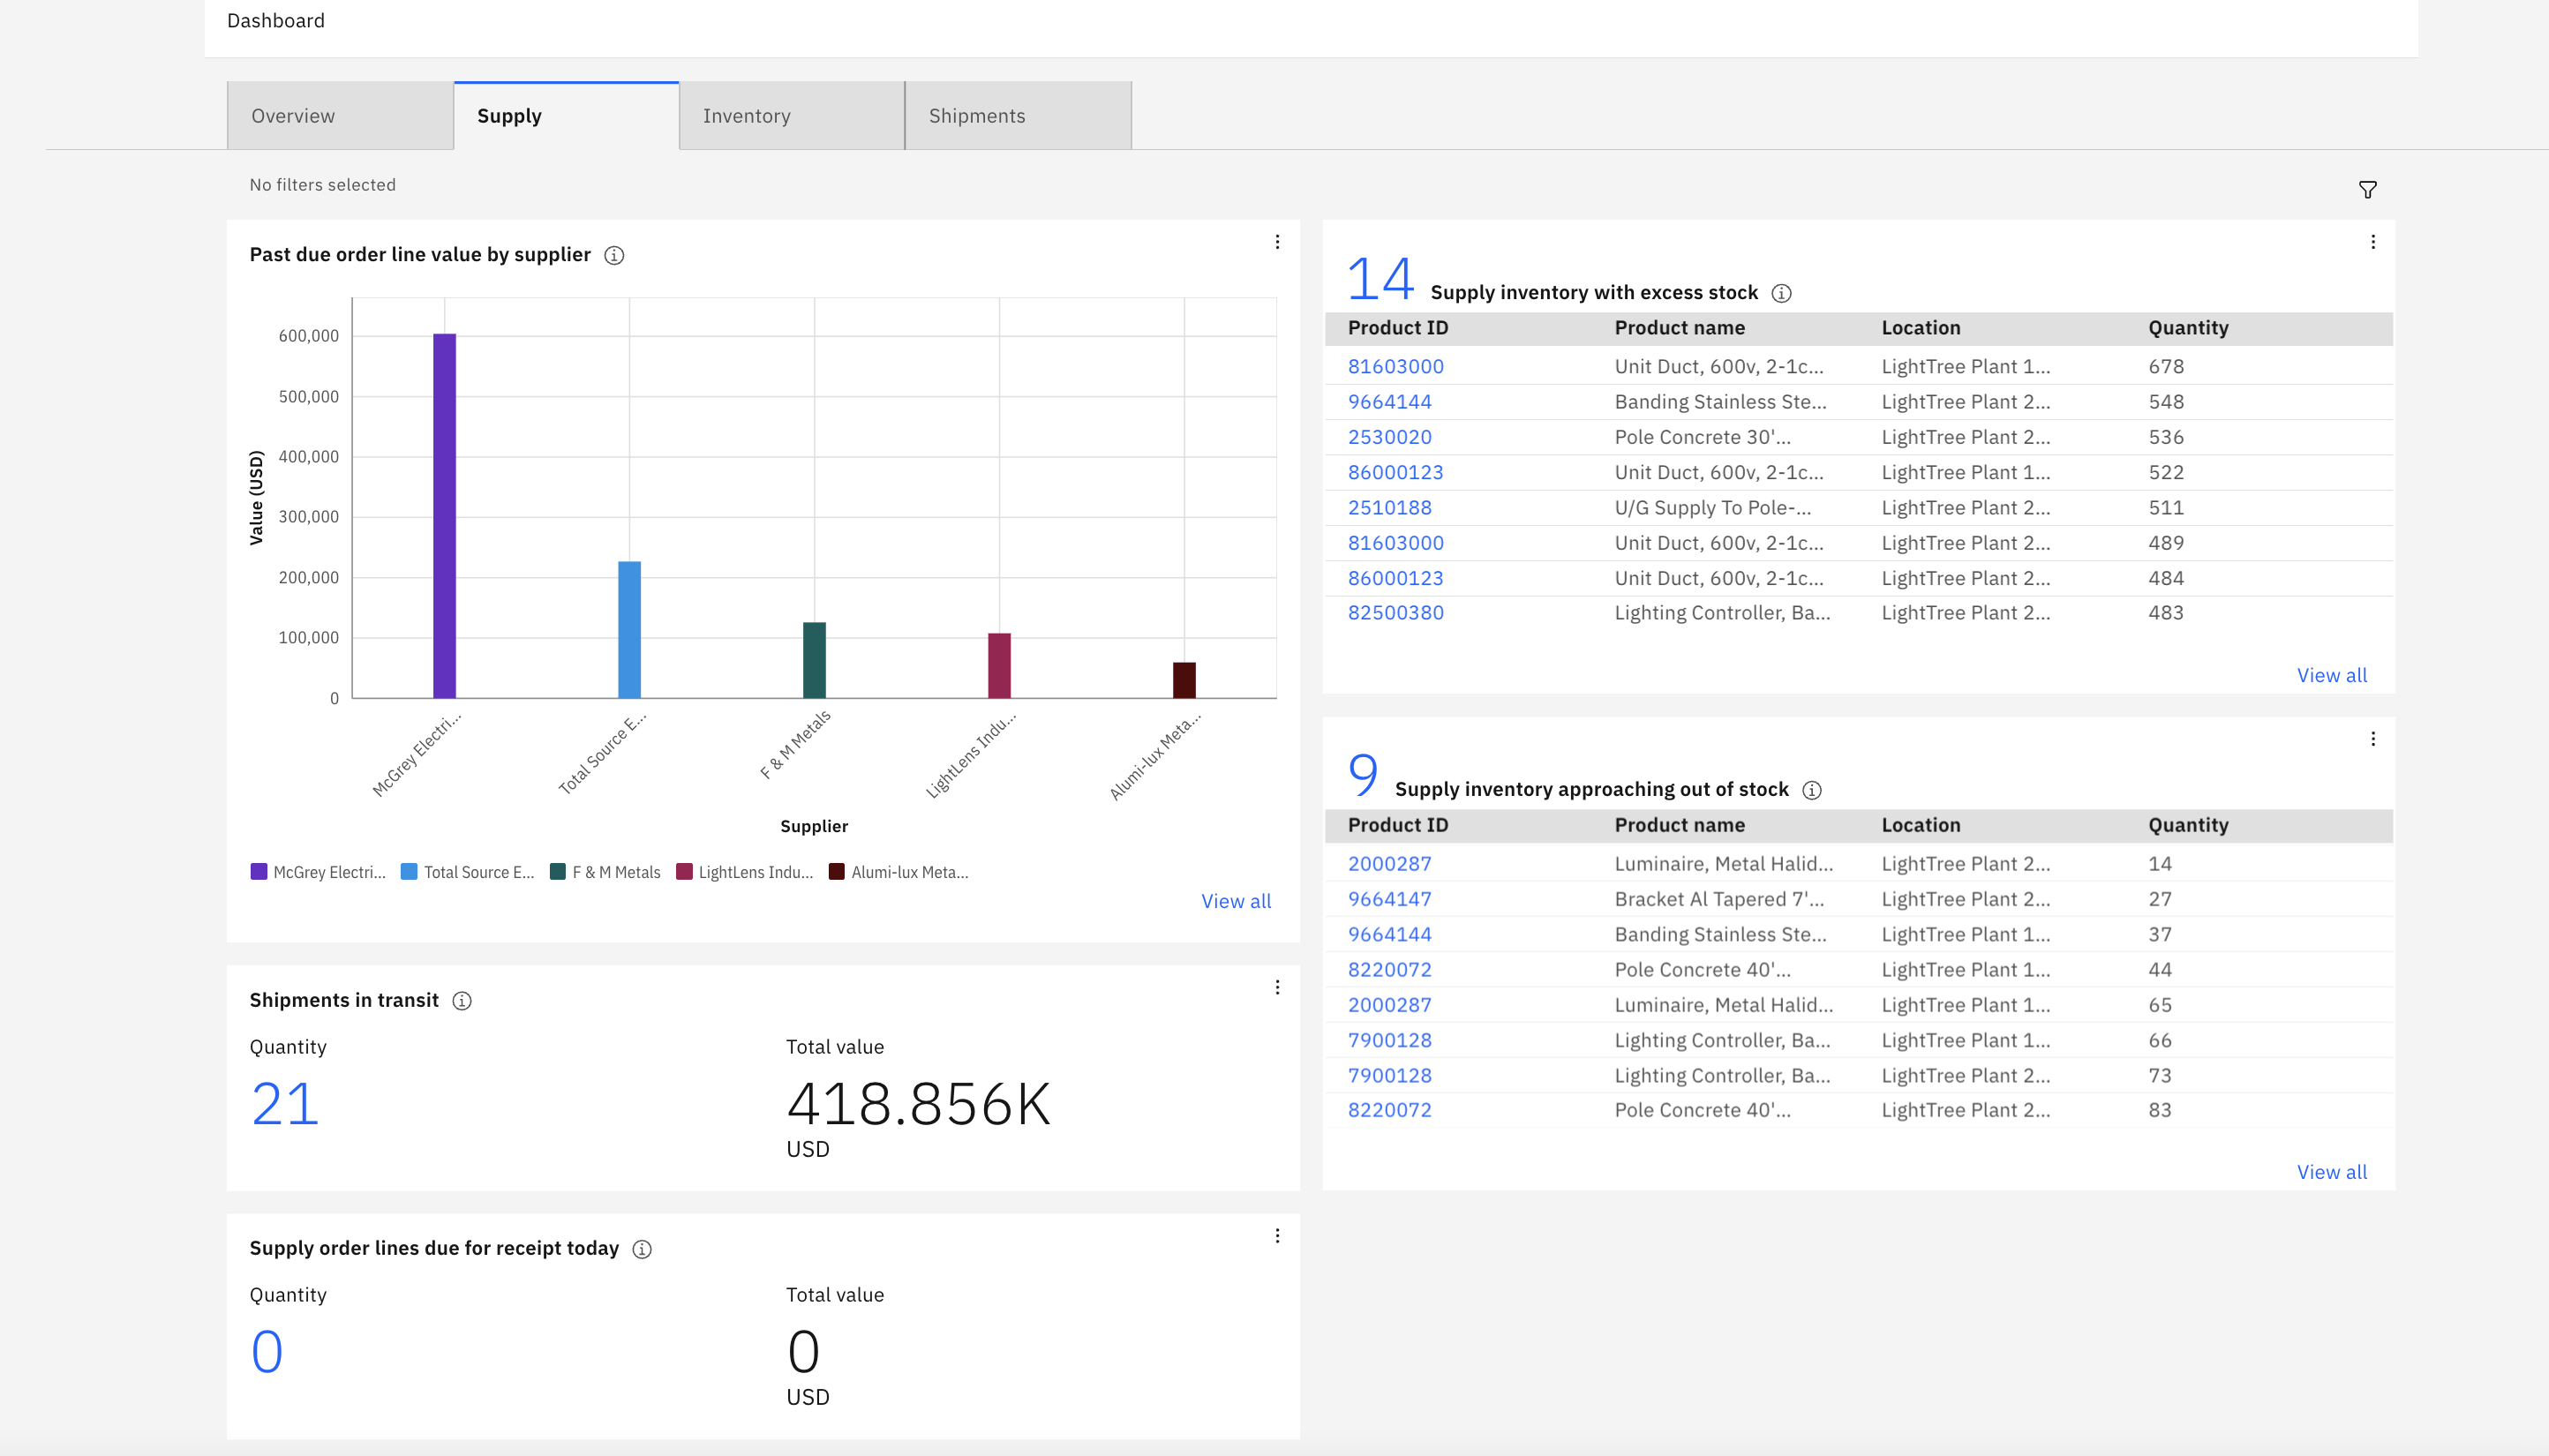 Dashboard
Overview
Supply
Inventory
Shipments
No filters selected
Past due order line value by supplier
600,000
500,000
400,000
300,000
200,000
100,000
0
Value (USD)
McGrey Electri...
Total Source E...
F & M Metals
LightLens Indu...
Alumi-lux Meta...
Supplier
McGrey Electri... Total Source E... F & M Metals LightLens Indu... Alumi-lux Meta...
View all
Shipments in transit
Quantity Total value
21 418.856K
USD
Supply order lines due for receipt today
Quantity Total value
0 0
USD
14 Supply inventory with excess stock
Product ID Product name Location Quantity
81603000 Unit Duct, 600v, 2-1c... LightTree Plant 1... 678
9664144 Banding Stainless Ste... LightTree Plant 2... 548
2530020 Pole Concrete 30'... LightTree Plant 2... 536
86000123 Unit Duct, 600v, 2-1c... LightTree Plant 1... 522
2510188 U/G Supply To Pole-... LightTree Plant 2... 511
81603000 Unit Duct, 600v, 2-1c... LightTree Plant 2... 489
86000123 Unit Duct, 600v, 2-1c... LightTree Plant 2... 484
82500380 Lighting Controller, Ba... LightTree Plant 2... 483
View all
9 Supply inventory approaching out of stock
Product ID Product name Location Quantity
2000287 Luminaire, Metal Halid... LightTree Plant 2... 14
9664147 Bracket Al Tapered 7'... LightTree Plant 2... 27
9664144 Banding Stainless Ste... LightTree Plant 1... 37
8220072 Pole Concrete 40'... LightTree Plant 1... 44
2000287 Luminaire, Metal Halid... LightTree Plant 1... 65
7900128 Lighting Controller, Ba... LightTree Plant 1... 66
7900128 Lighting Controller, Ba... LightTree Plant 2... 73
8220072 Pole Concrete 40'... LightTree Plant 2... 83
View all